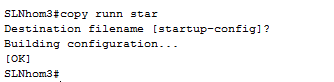 SLNhom3#copy runn star
Destination filename [startup-config]?
Building configuration...
[OK]
SLNhom3#